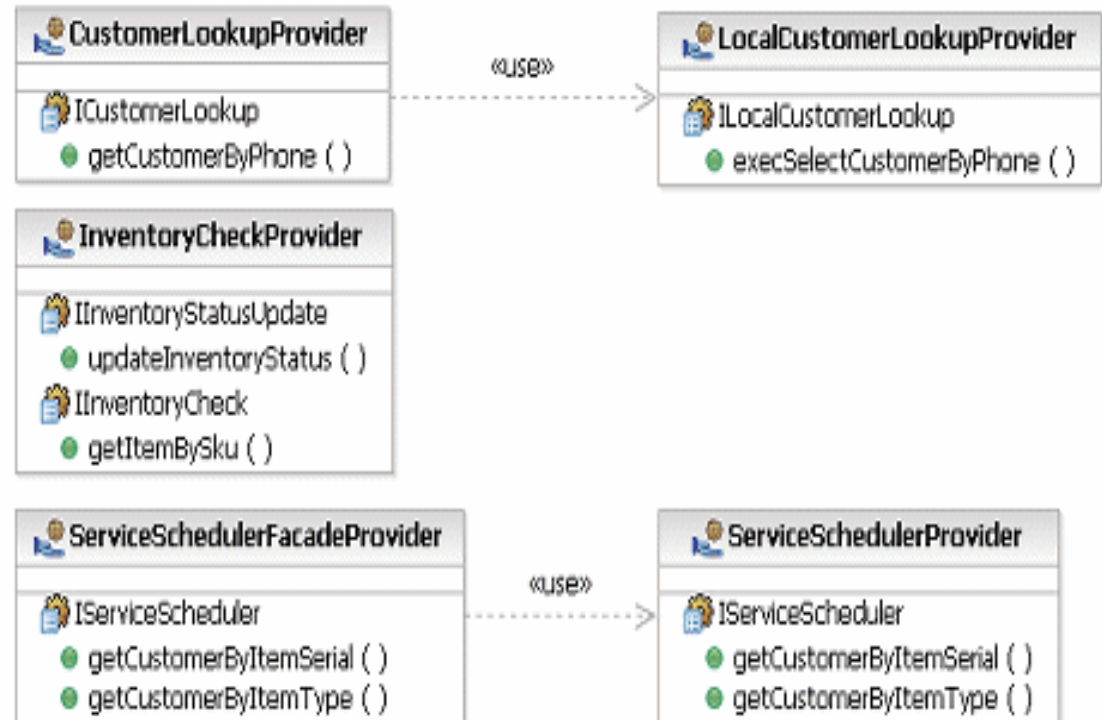 CustomerLookupProvider
ICustomerLookup
getCustomerByPhone ( )
«use»
LocalCustomerLookupProvider
ILocalCustomerLookup
execSelectCustomerByPhone ( )
InventoryCheckProvider
IInventoryStatusUpdate
updateInventoryStatus ( )
IInventoryCheck
getItemBySku ( )
ServiceSchedulerFacadeProvider
IServiceScheduler
getCustomerByItemSerial ( )
getCustomerByItemType ( )
«use»
ServiceSchedulerProvider
IServiceScheduler
getCustomerByItemSerial ( )
getCustomerByItemType ( )